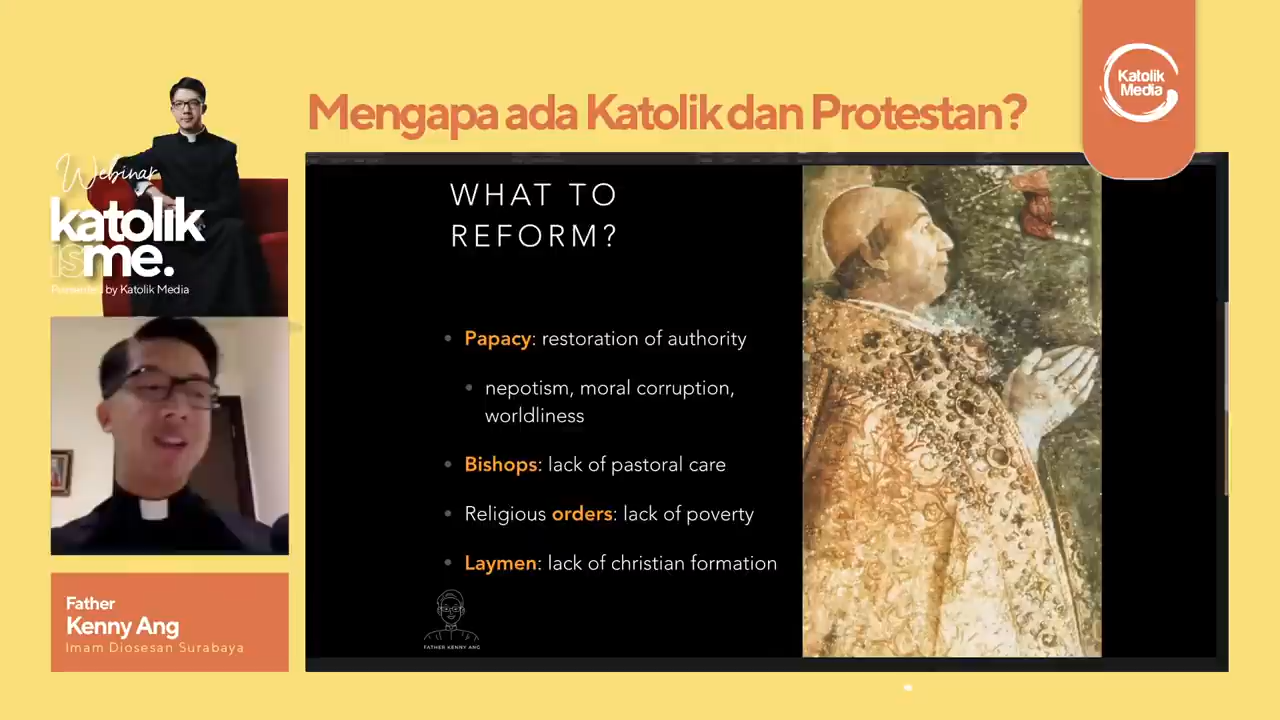 Mengapa ada Katolik dan Protestan?
Katolik
Media
Webinar
katolik
isme.
Presented by Katolik Media
Father
Kenny Ang
Imam Diosesan Surabaya
WHAT TO
REFORM?
Papacy: restoration of authority
nepotism, moral corruption,
worldliness
Bishops: lack of pastoral care
Religious orders: lack of poverty
Laymen: lack of christian formation
FATHER KENNY ANG